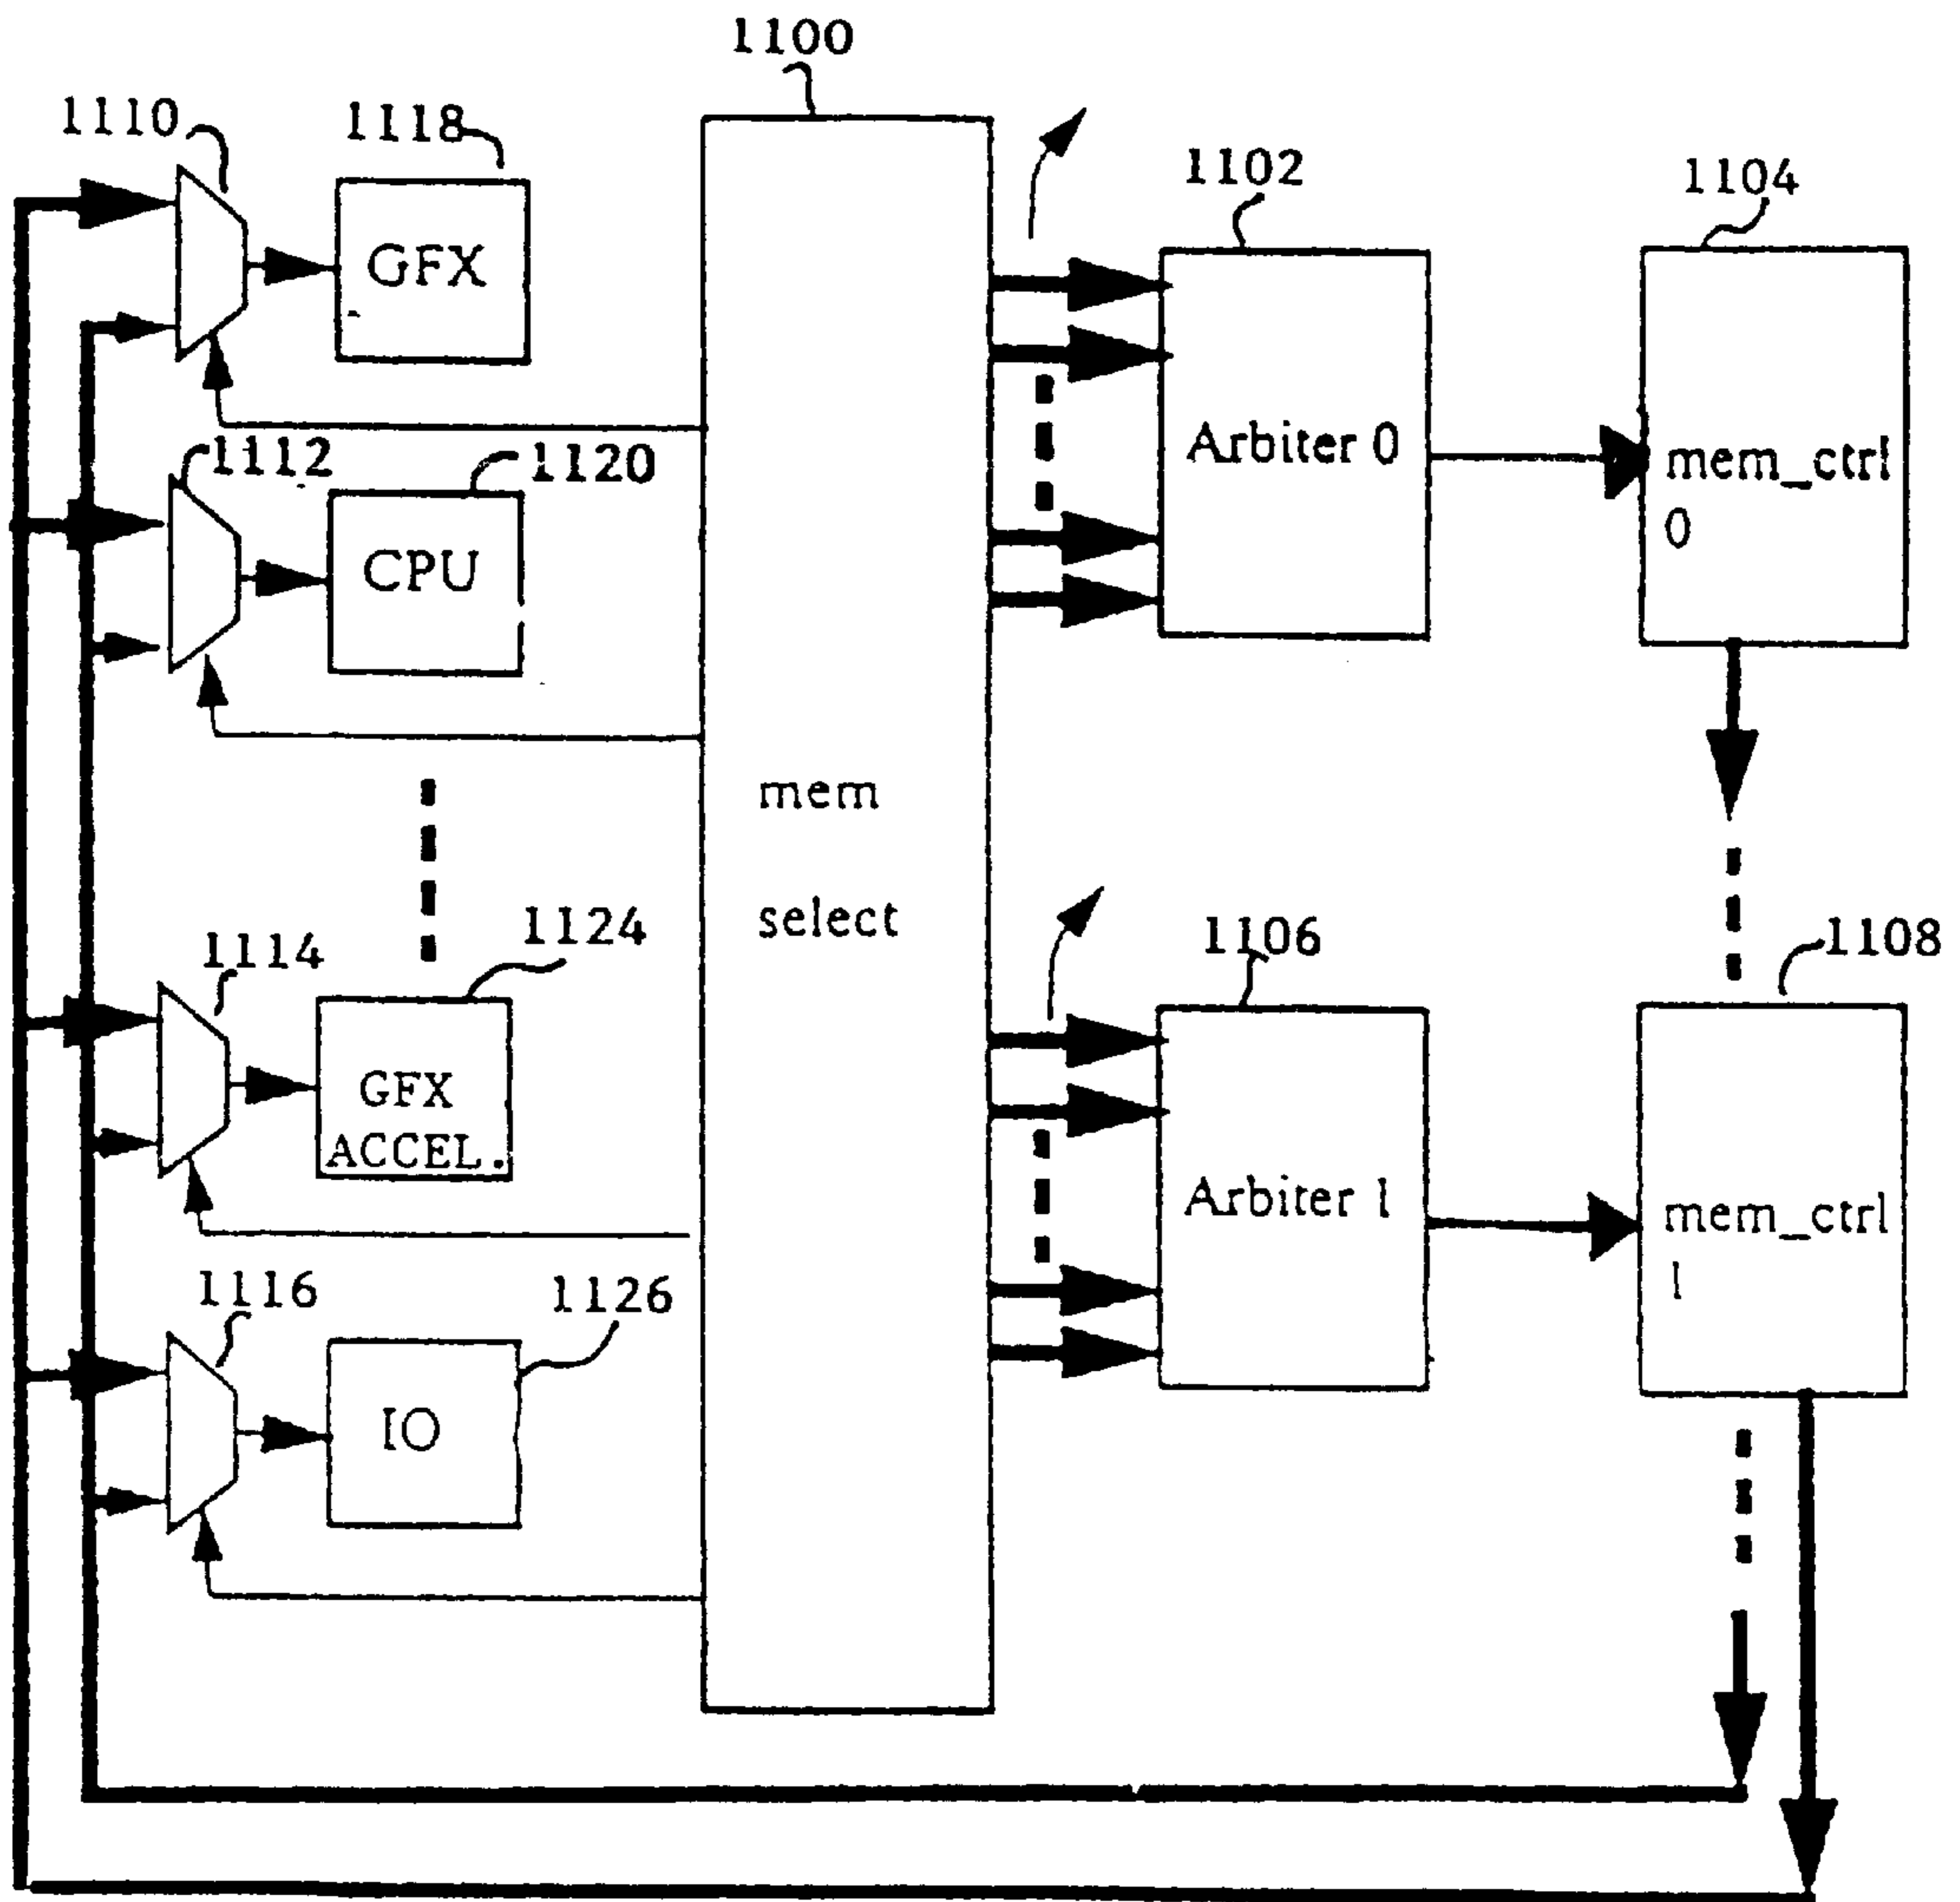 1100
1110
1118
1102
1104
GFX
1112
1120
Arbiter 0
mem_ctrl
0
CPU
mem
select
1114
1124
1106
1108
GFX
ACCEL.
Arbiter 1
mem_ctrl
1
1116
1126
IO